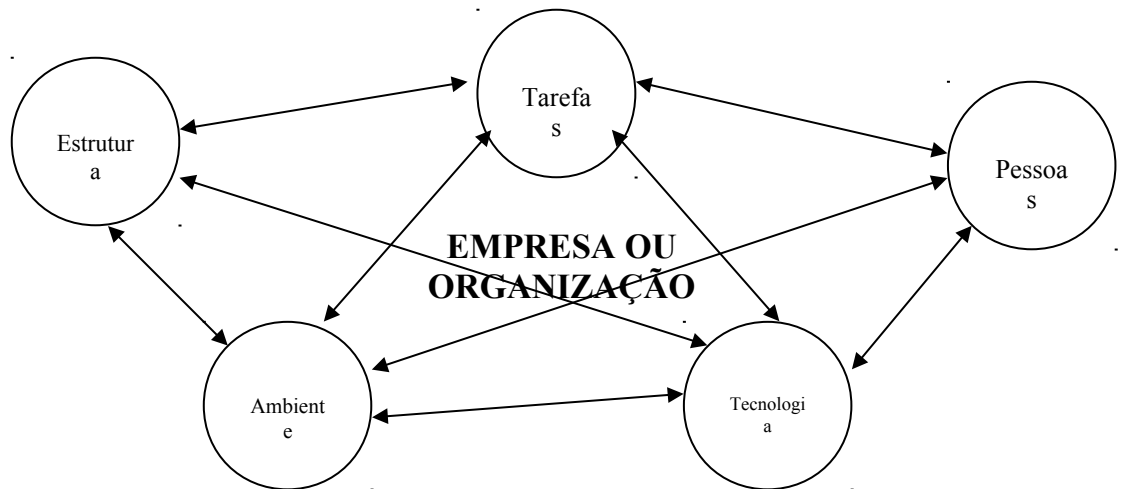 Tarefa
s
Estrutur
a
Pessoa
s
EMPRESA OU
ORGANIZAÇÃO
Ambient
e
Tecnologi
a